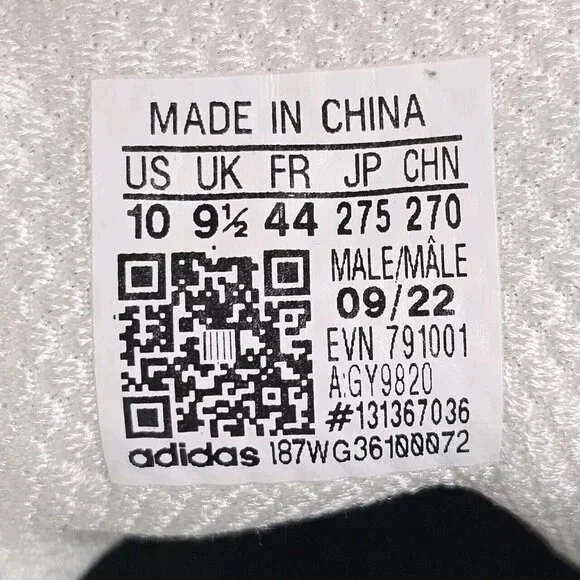 MADE IN CHINA
US UK FR JP CHN
10 9½ 44 275 270
MALE/MÂLE
09/22
EVN 791001
A:GY9820
#131367036
adidas 187WG36100072